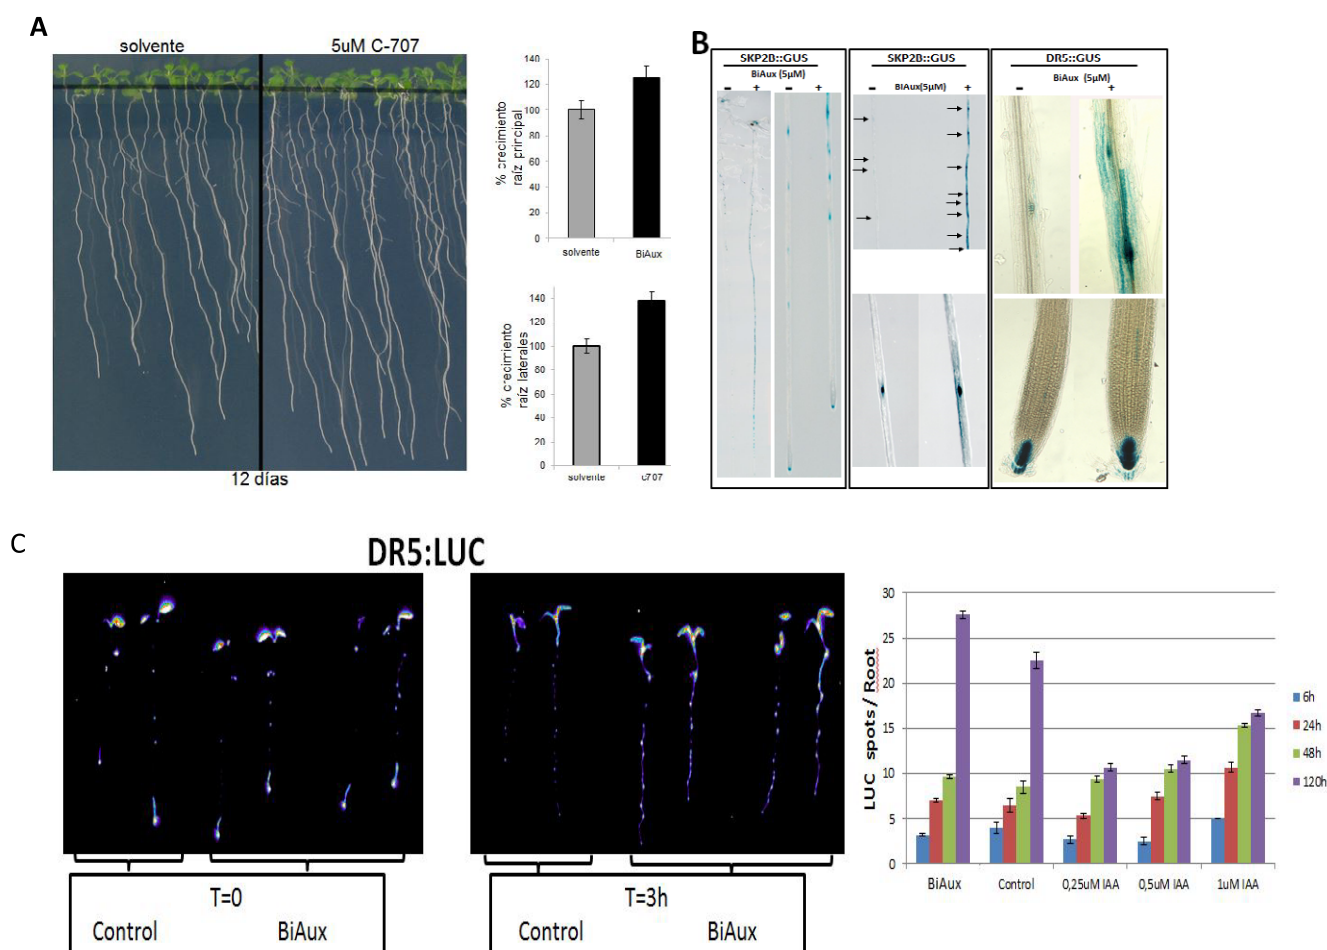 A
solvente
5uM C-707
12 días
% crecimiento
raíz principal
140
120
100
80
60
40
20
0
solvente
BiAux
% crecimiento
raíz laterales
140
120
100
80
60
40
20
0
solvente
c707
B
SKP2B::GUS
BiAux (5μM)
- + - +
SKP2B::GUS
- BIAux(5μM) +
DR5::GUS
BiAux (5μM)
- +
C
DR5:LUC
T=0
Control BiAux
T=3h
Control BiAux
LUC spots / Root
30
25
20
15
10
5
0
BiAux
Control
0,25uM IAA
0,5uM IAA
1uM IAA
6h
24h
48h
120h